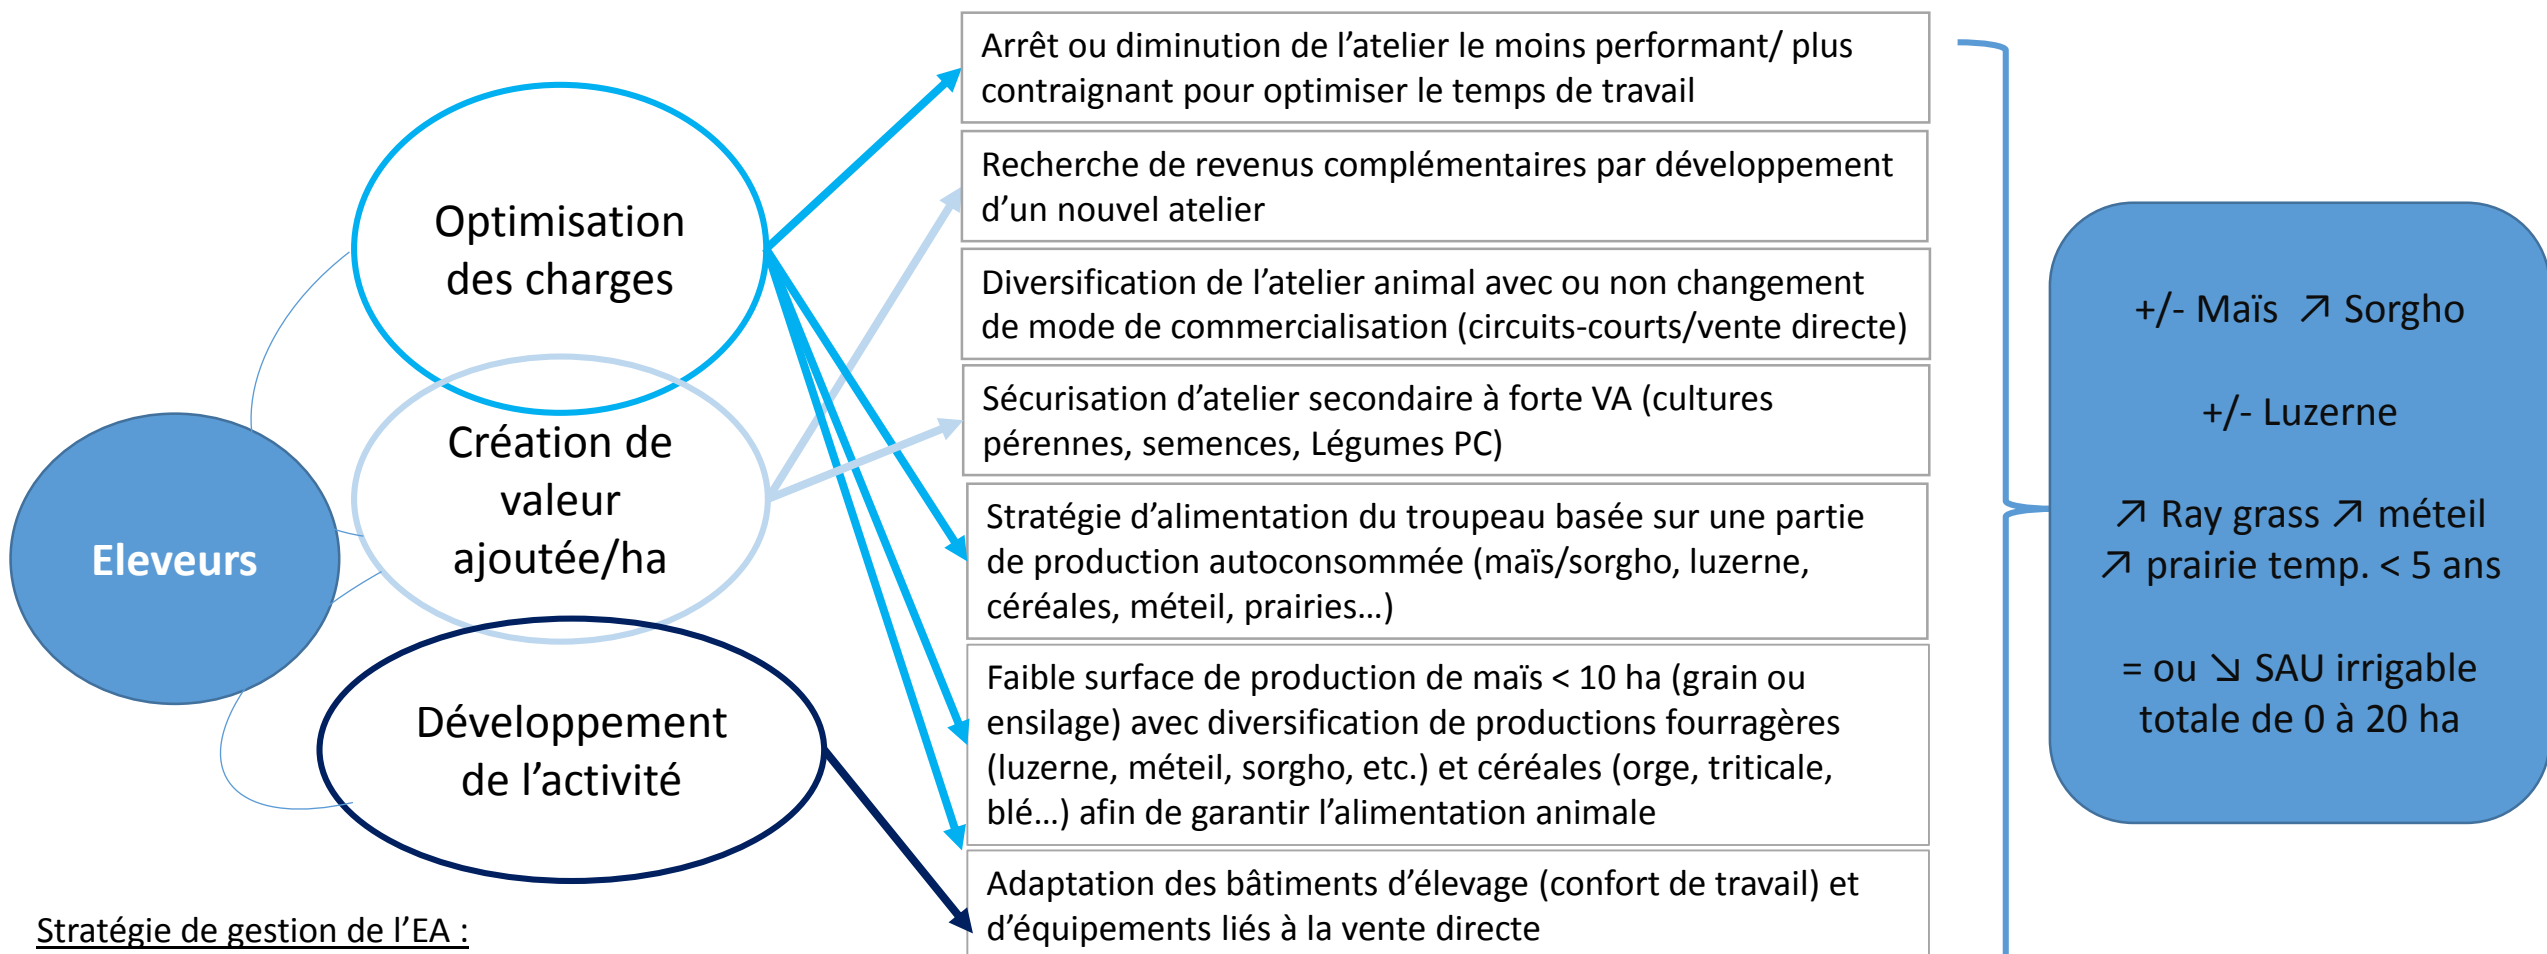 Eleveurs
Optimisation
des charges
Création de
valeur
ajoutée/ha
Développement
de l’activité
Stratégie de gestion de l’EA :
Arrêt ou diminution de l’atelier le moins performant/ plus
contraignant pour optimiser le temps de travail
Recherche de revenus complémentaires par développement
d’un nouvel atelier
Diversification de l’atelier animal avec ou non changement
de mode de commercialisation (circuits-courts/vente directe)
Sécurisation d’atelier secondaire à forte VA (cultures
pérennes, semences, Légumes PC)
Stratégie d’alimentation du troupeau basée sur une partie
de production autoconsommée (maïs/sorgho, luzerne,
céréales, méteil, prairies…)
Faible surface de production de maïs < 10 ha (grain ou
ensilage) avec diversification de productions fourragères
(luzerne, méteil, sorgho, etc.) et céréales (orge, triticale,
blé…) afin de garantir l’alimentation animale
Adaptation des bâtiments d’élevage (confort de travail) et
d’équipements liés à la vente directe
+/- Maïs ↗ Sorgho
+/- Luzerne
↗ Ray grass ↗ méteil
↗ prairie temp. < 5 ans
= ou ↘ SAU irrigable
totale de 0 à 20 ha